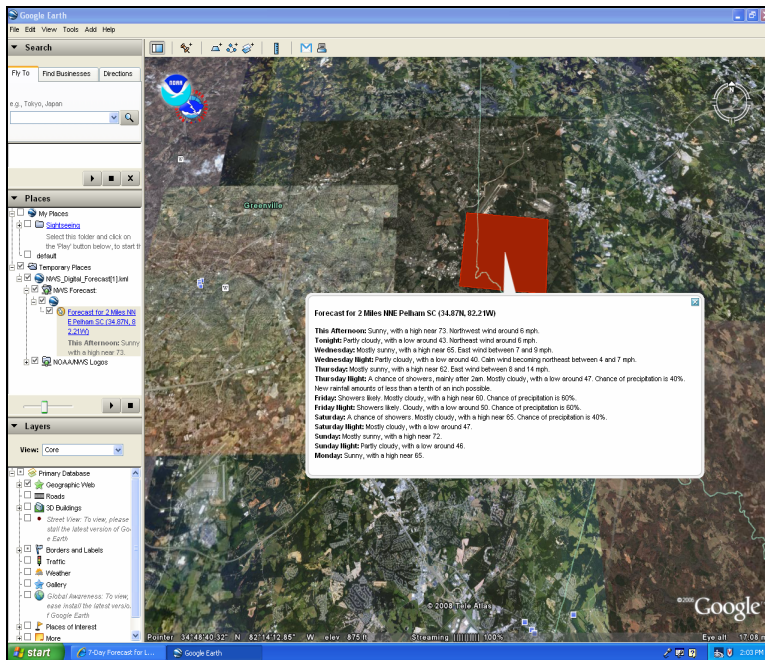 Google Earth
File Edit View Tools Add Help
Search
Fly To Find Businesses Directions
e.g., Tokyo, Japan
Places
My Places
Sightseeing
Select this folder and click on
the 'Play' button below, to start th
default
Temporary Places
NWS_Digital_Forecast[1].kml
NWS Forecast
Forecast for 2 Miles NN
E Pelham SC (34.87N, 8
2.21W)
This Afternoon: Sunny
with a high near 73.
NOAA/NWS Logos
Layers
View: Core
Primary Database
Geographic Web
Roads
3D Buildings
Street View: To view, please
stall the latest version of Go
e Earth
Borders and Labels
Traffic
Weather
Gallery
Global Awareness: To view,
ease install the latest versio
f Google Earth
Places of Interest
More
NOAA
Greenville
Forecast for 2 Miles NNE Pelham SC (34.87N, 82.21W)
This Afternoon: Sunny, with a high near 73. Northwest wind around 6 mph.
Tonight: Partly cloudy, with a low around 43. Northeast wind around 6 mph.
Wednesday: Mostly sunny, with a high near 65. East wind between 7 and 9 mph.
Wednesday Night: Partly cloudy, with a low around 40. Calm wind becoming northeast between 4 and 7 mph.
Thursday: Mostly sunny, with a high near 62. East wind between 8 and 14 mph.
Thursday Night: A chance of showers, mainly after 2am. Mostly cloudy, with a low around 47. Chance of precipitation is 40%.
New rainfall amounts of less than a tenth of an inch possible.
Friday: Showers likely. Mostly cloudy, with a high near 60. Chance of precipitation is 60%.
Friday Night: Showers likely. Cloudy, with a low around 50. Chance of precipitation is 60%.
Saturday: A chance of showers. Mostly cloudy, with a high near 65. Chance of precipitation is 40%.
Saturday Night: Mostly cloudy, with a low around 47.
Sunday: Mostly sunny, with a high near 72.
Sunday Night: Partly cloudy, with a low around 46.
Monday: Sunny, with a high near 65.
© 2008 Tele Atlas
©2008 Google
Pointer 34°48'40.32" N 82°14'12.85" W elev 875 ft Streaming 100% Eye alt 17.08 m
start 7-Day Forecast for L... Google Earth 2:03 PM